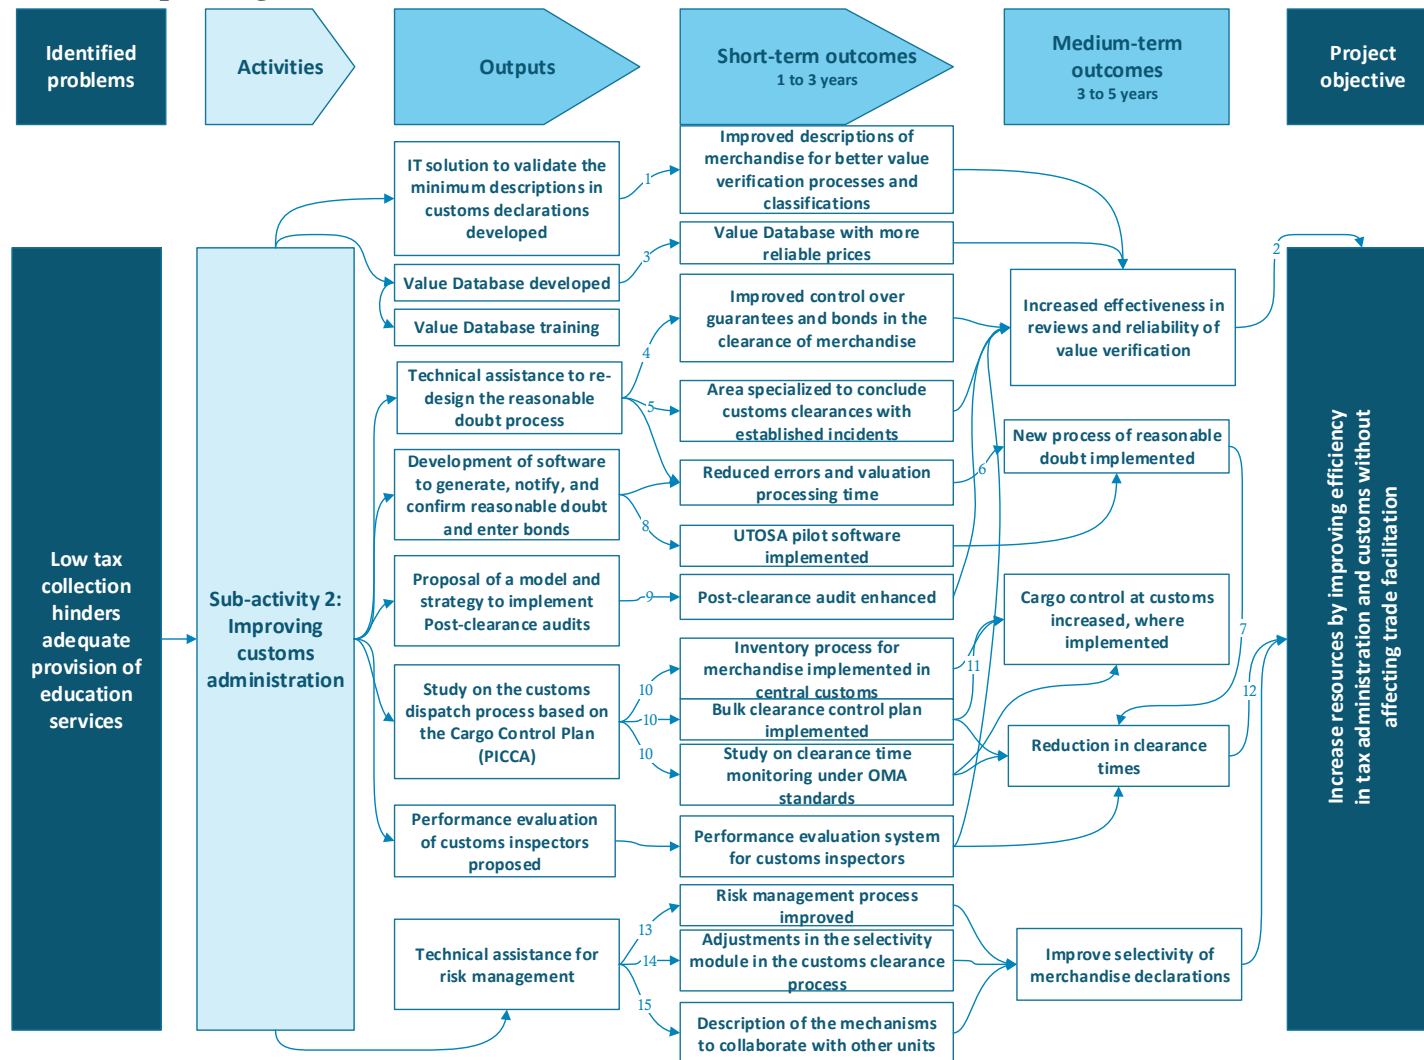 Identified
problems
Activities
Outputs
Short-term outcomes
1 to 3 years
Medium-term
outcomes
3 to 5 years
Project
objective
Low tax
collection
hinders
adequate
provision of
education
services
Sub-activity 2:
Improving
customs
administration
IT solution to validate the
minimum descriptions in
customs declarations
developed
Value Database developed
Value Database training
Technical assistance to re-
design the reasonable
doubt process
Development of software
to generate, notify, and
confirm reasonable doubt
and enter bonds
Proposal of a model and
strategy to implement
Post-clearance audits
Study on the customs
dispatch process based on
the Cargo Control Plan
(PICCA)
Performance evaluation
of customs inspectors
proposed
Technical assistance for
risk management
1
3
4
5
8
9
10
10
10
13
14
15
Improved descriptions of
merchandise for better value
verification processes and
classifications
Value Database with more
reliable prices
Improved control over
guarantees and bonds in the
clearance of merchandise
Area specialized to conclude
customs clearances with
established incidents
Reduced errors and valuation
processing time
UTOSA pilot software
implemented
Post-clearance audit enhanced
Inventory process for
merchandise implemented in
central customs
Bulk clearance control plan
implemented
Study on clearance time
monitoring under OMA
standards
Performance evaluation system
for customs inspectors
Risk management process
improved
Adjustments in the selectivity
module in the customs clearance
process
Description of the mechanisms
to collaborate with other units
6
11
Increased effectiveness in
reviews and reliability of
value verification
New process of reasonable
doubt implemented
Cargo control at customs
increased, where
implemented
Reduction in clearance
times
Improve selectivity of
merchandise declarations
2
7
12
Increase resources by improving efficiency
in tax administration and customs without
affecting trade facilitation